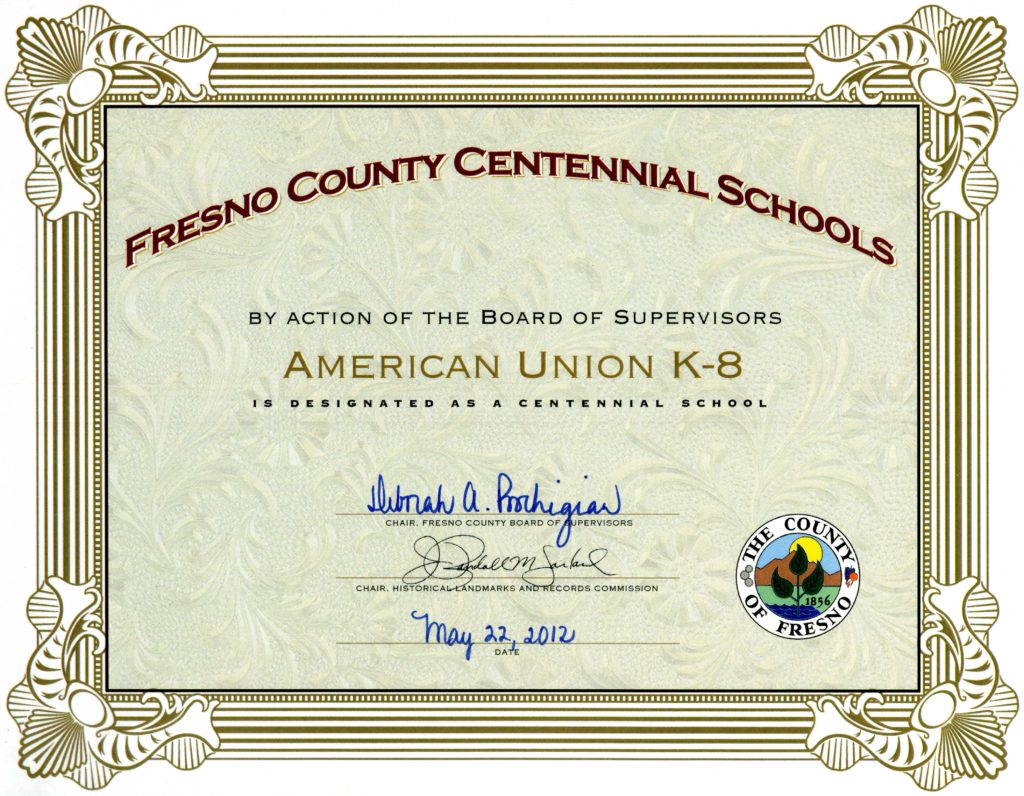 FRESNO COUNTY CENTENNIAL SCHOOLS
BY ACTION OF THE BOARD OF SUPERVISORS
AMERICAN UNION K-8
IS DESIGNATED AS A CENTENNIAL SCHOOL
Deborah A. Poochigian
CHAIR, FRESNO COUNTY BOARD OF SUPERVISORS
Randall M
CHAIR, HISTORICAL LANDMARKS AND RECORDS COMMISSION
May 22, 2012
DATE
THE COUNTY
1856
OF FRESNO